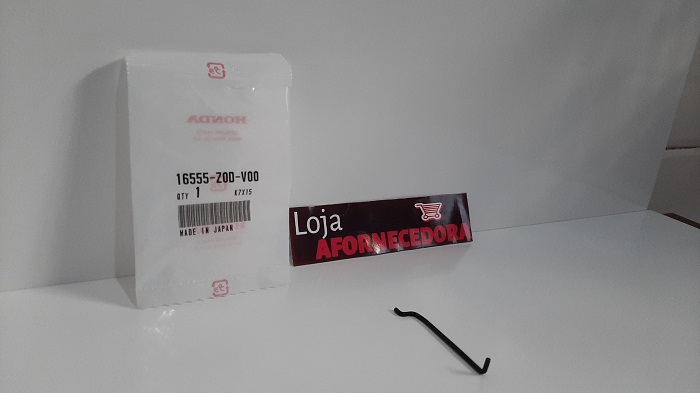 HONDA
16555-Z0D-V00
QTY 1 K7X15
MADE IN JAPAN
Loja
AFORNECEDORA